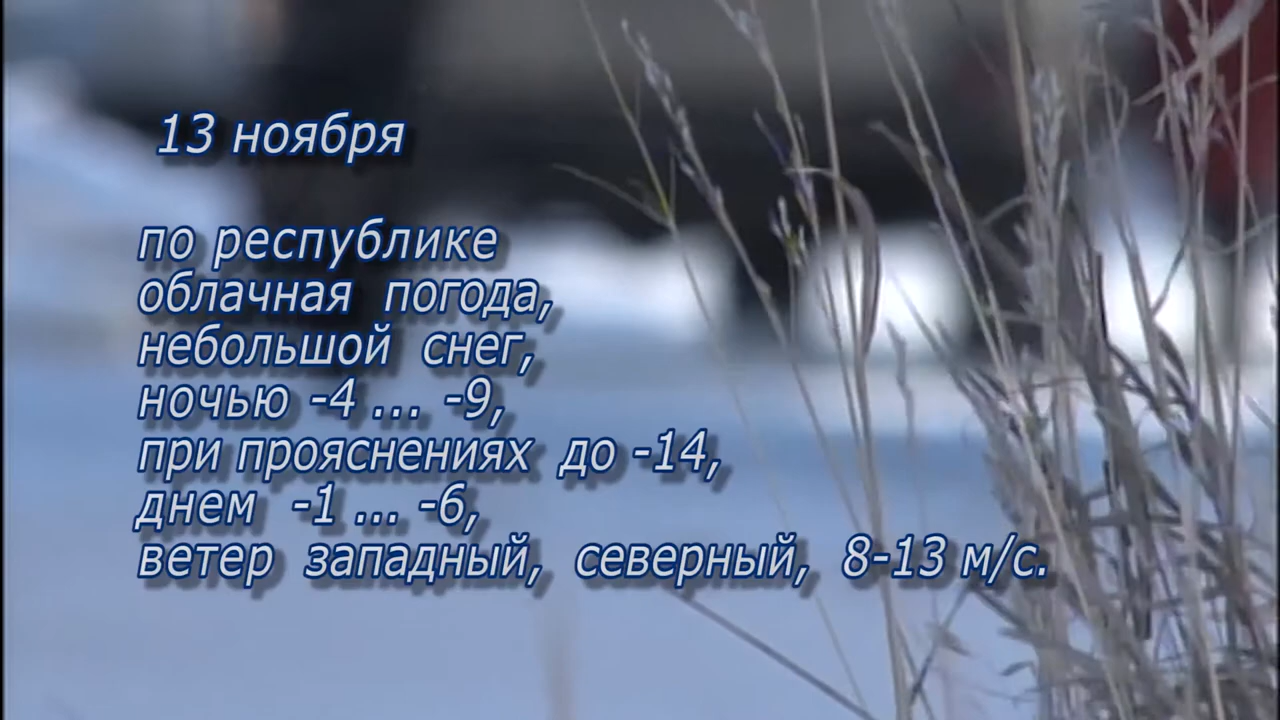 13 ноября
по республике
облачная погода,
небольшой снег,
ночью -4 ... -9,
при прояснениях до -14,
днем -1 ... -6,
ветер западный, северный, 8-13 м/с.